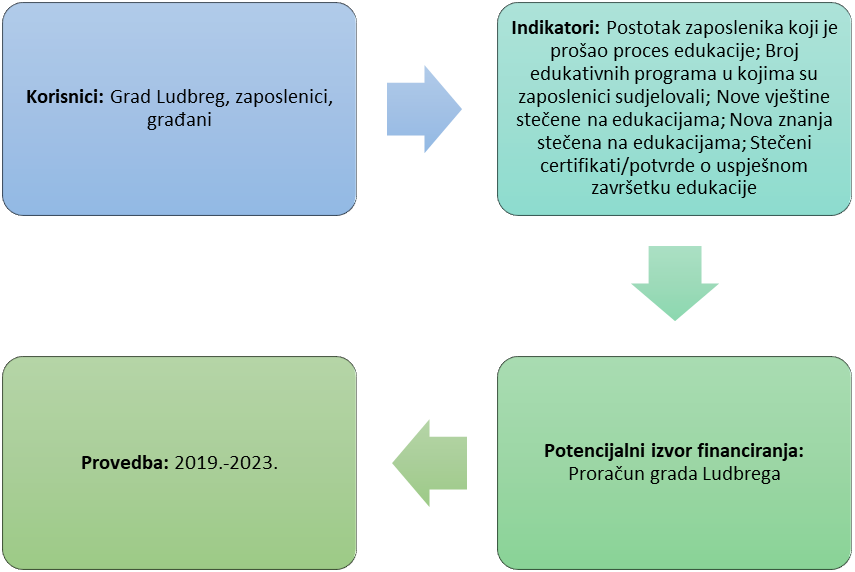 Korisnici: Grad Ludbreg, zaposlenici,
građani
Indikatori: Postotak zaposlenika koji je
prošao proces edukacije; Broj
edukativnih programa u kojima su
zaposlenici sudjelovali; Nove vještine
stečene na edukacijama; Nova znanja
stečena na edukacijama; Stečeni
certifikati/potvrde o uspješnom
završetku edukacije
Potencijalni izvor financiranja:
Proračun grada Ludbrega
Provedba: 2019.-2023.